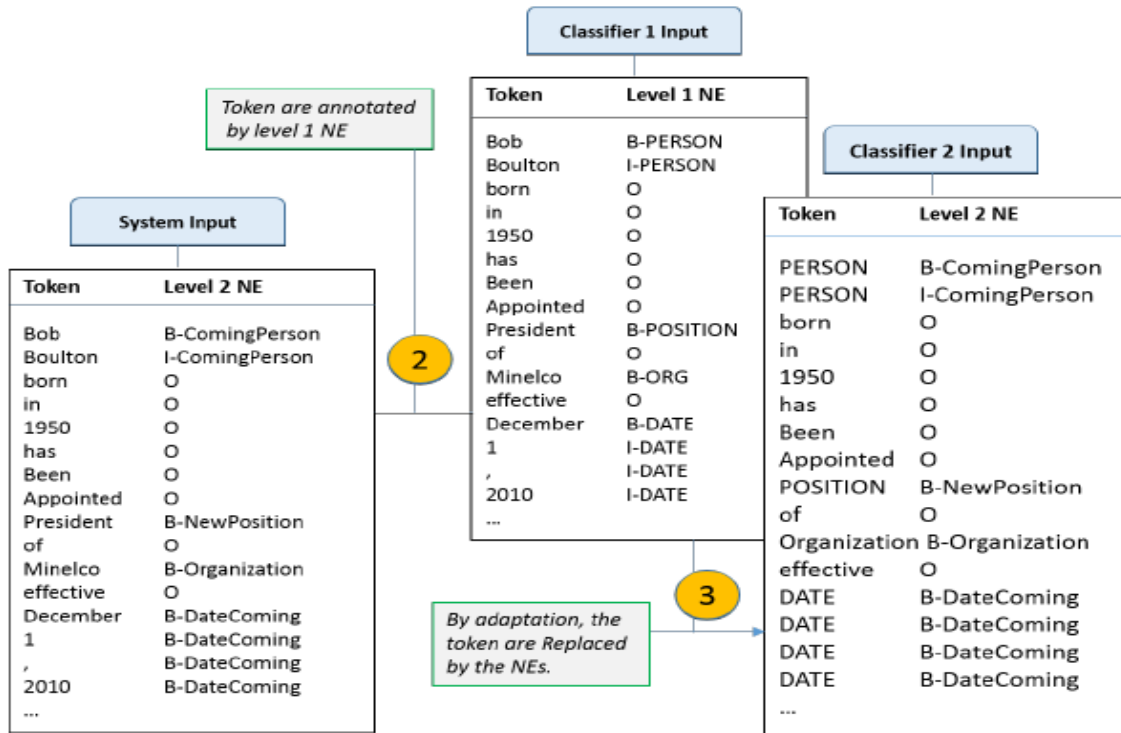 Classifier 1 Input
Token Level 1 NE
Bob B-PERSON
Boulton I-PERSON
born O
in O
1950 O
has O
Been O
Appointed O
President B-POSITION
of O
Minelco B-ORG
effective O
December B-DATE
1 I-DATE
, I-DATE
2010 I-DATE
...
Token are annotated
by level 1 NE
2
System Input
Token Level 2 NE
Bob B-ComingPerson
Boulton I-ComingPerson
born O
in O
1950 O
has O
Been O
Appointed O
President B-NewPosition
of O
Minelco B-Organization
effective O
December B-DateComing
1 B-DateComing
, B-DateComing
2010 B-DateComing
...
3
By adaptation, the
token are Replaced
by the NEs.
Classifier 2 Input
Token Level 2 NE
PERSON B-ComingPerson
PERSON I-ComingPerson
born O
in O
1950 O
has O
Been O
Appointed O
POSITION B-NewPosition
of O
Organization B-Organization
effective O
DATE B-DateComing
DATE B-DateComing
DATE B-DateComing
DATE B-DateComing
...